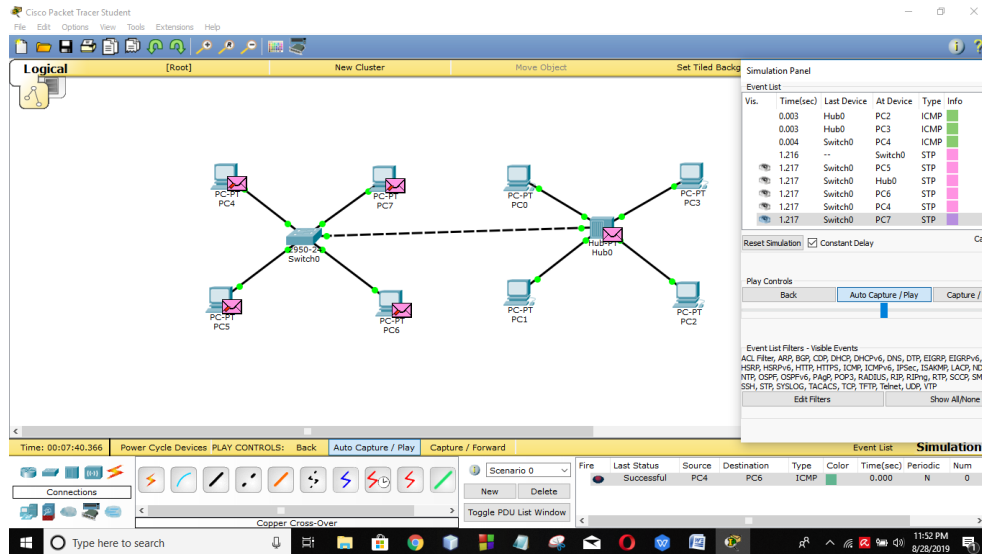 Cisco Packet Tracer Student
File Edit Options View Tools Extensions Help
Logical [Root] New Cluster Move Object Set Tiled Backg
Simulation Panel
Event List
Vis. Time(sec) Last Device At Device Type Info
0.003 Hub0 PC2 ICMP
0.003 Hub0 PC3 ICMP
0.004 Switch0 PC4 ICMP
1.216 -- Switch0 STP
1.217 Switch0 PC5 STP
1.217 Switch0 Hub0 STP
1.217 Switch0 PC6 STP
1.217 Switch0 PC4 STP
1.217 Switch0 PC7 STP
Reset Simulation Constant Delay Ca
Play Controls
Back Auto Capture / Play Capture /
Event List Filters - Visible Events
ACL Filter, ARP, BGP, CDP, DHCP, DHCPv6, DNS, DTP, EIGRP, EIGRPv6,
HSRP, HSRPv6, HTTP, HTTPS, ICMP, ICMPv6, IPSec, ISAKMP, LACP, ND
NTP, OSPF, OSPFv6, PAgP, POP3, RADIUS, RIP, RIPng, RTP, SCCP, SM
SSH, STP, SYSLOG, TACACS, TCP, TFTP, Telnet, UDP, VTP
Edit Filters Show All/None
PC-PT
PC4
PC-PT
PC7
PC-PT
PC0
PC-PT
PC3
2950-24
Switch0
Hub-PT
Hub0
PC-PT
PC5
PC-PT
PC6
PC-PT
PC1
PC-PT
PC2
Time: 00:07:40.366 Power Cycle Devices PLAY CONTROLS: Back Auto Capture / Play Capture / Forward Event List Simulation
Connections
Copper Cross-Over
Scenario 0
New Delete
Toggle PDU List Window
Fire Last Status Source Destination Type Color Time(sec) Periodic Num
Successful PC4 PC6 ICMP 0.000 N 0
Type here to search
11:52 PM
8/28/2019